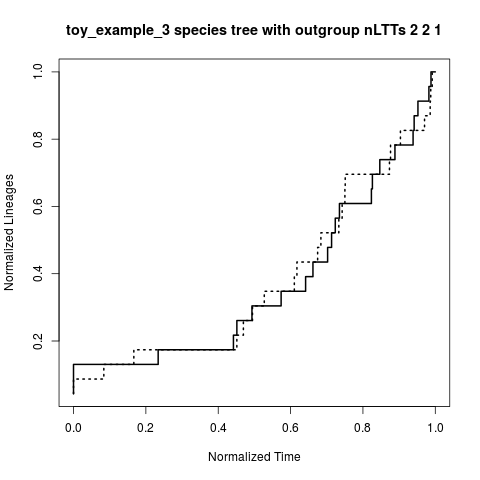 toy_example_3 species tree with outgroup nLTTs 2 2 1
Normalized Lineages
1.0
0.8
0.6
0.4
0.2
0.0 0.2 0.4 0.6 0.8 1.0
Normalized Time